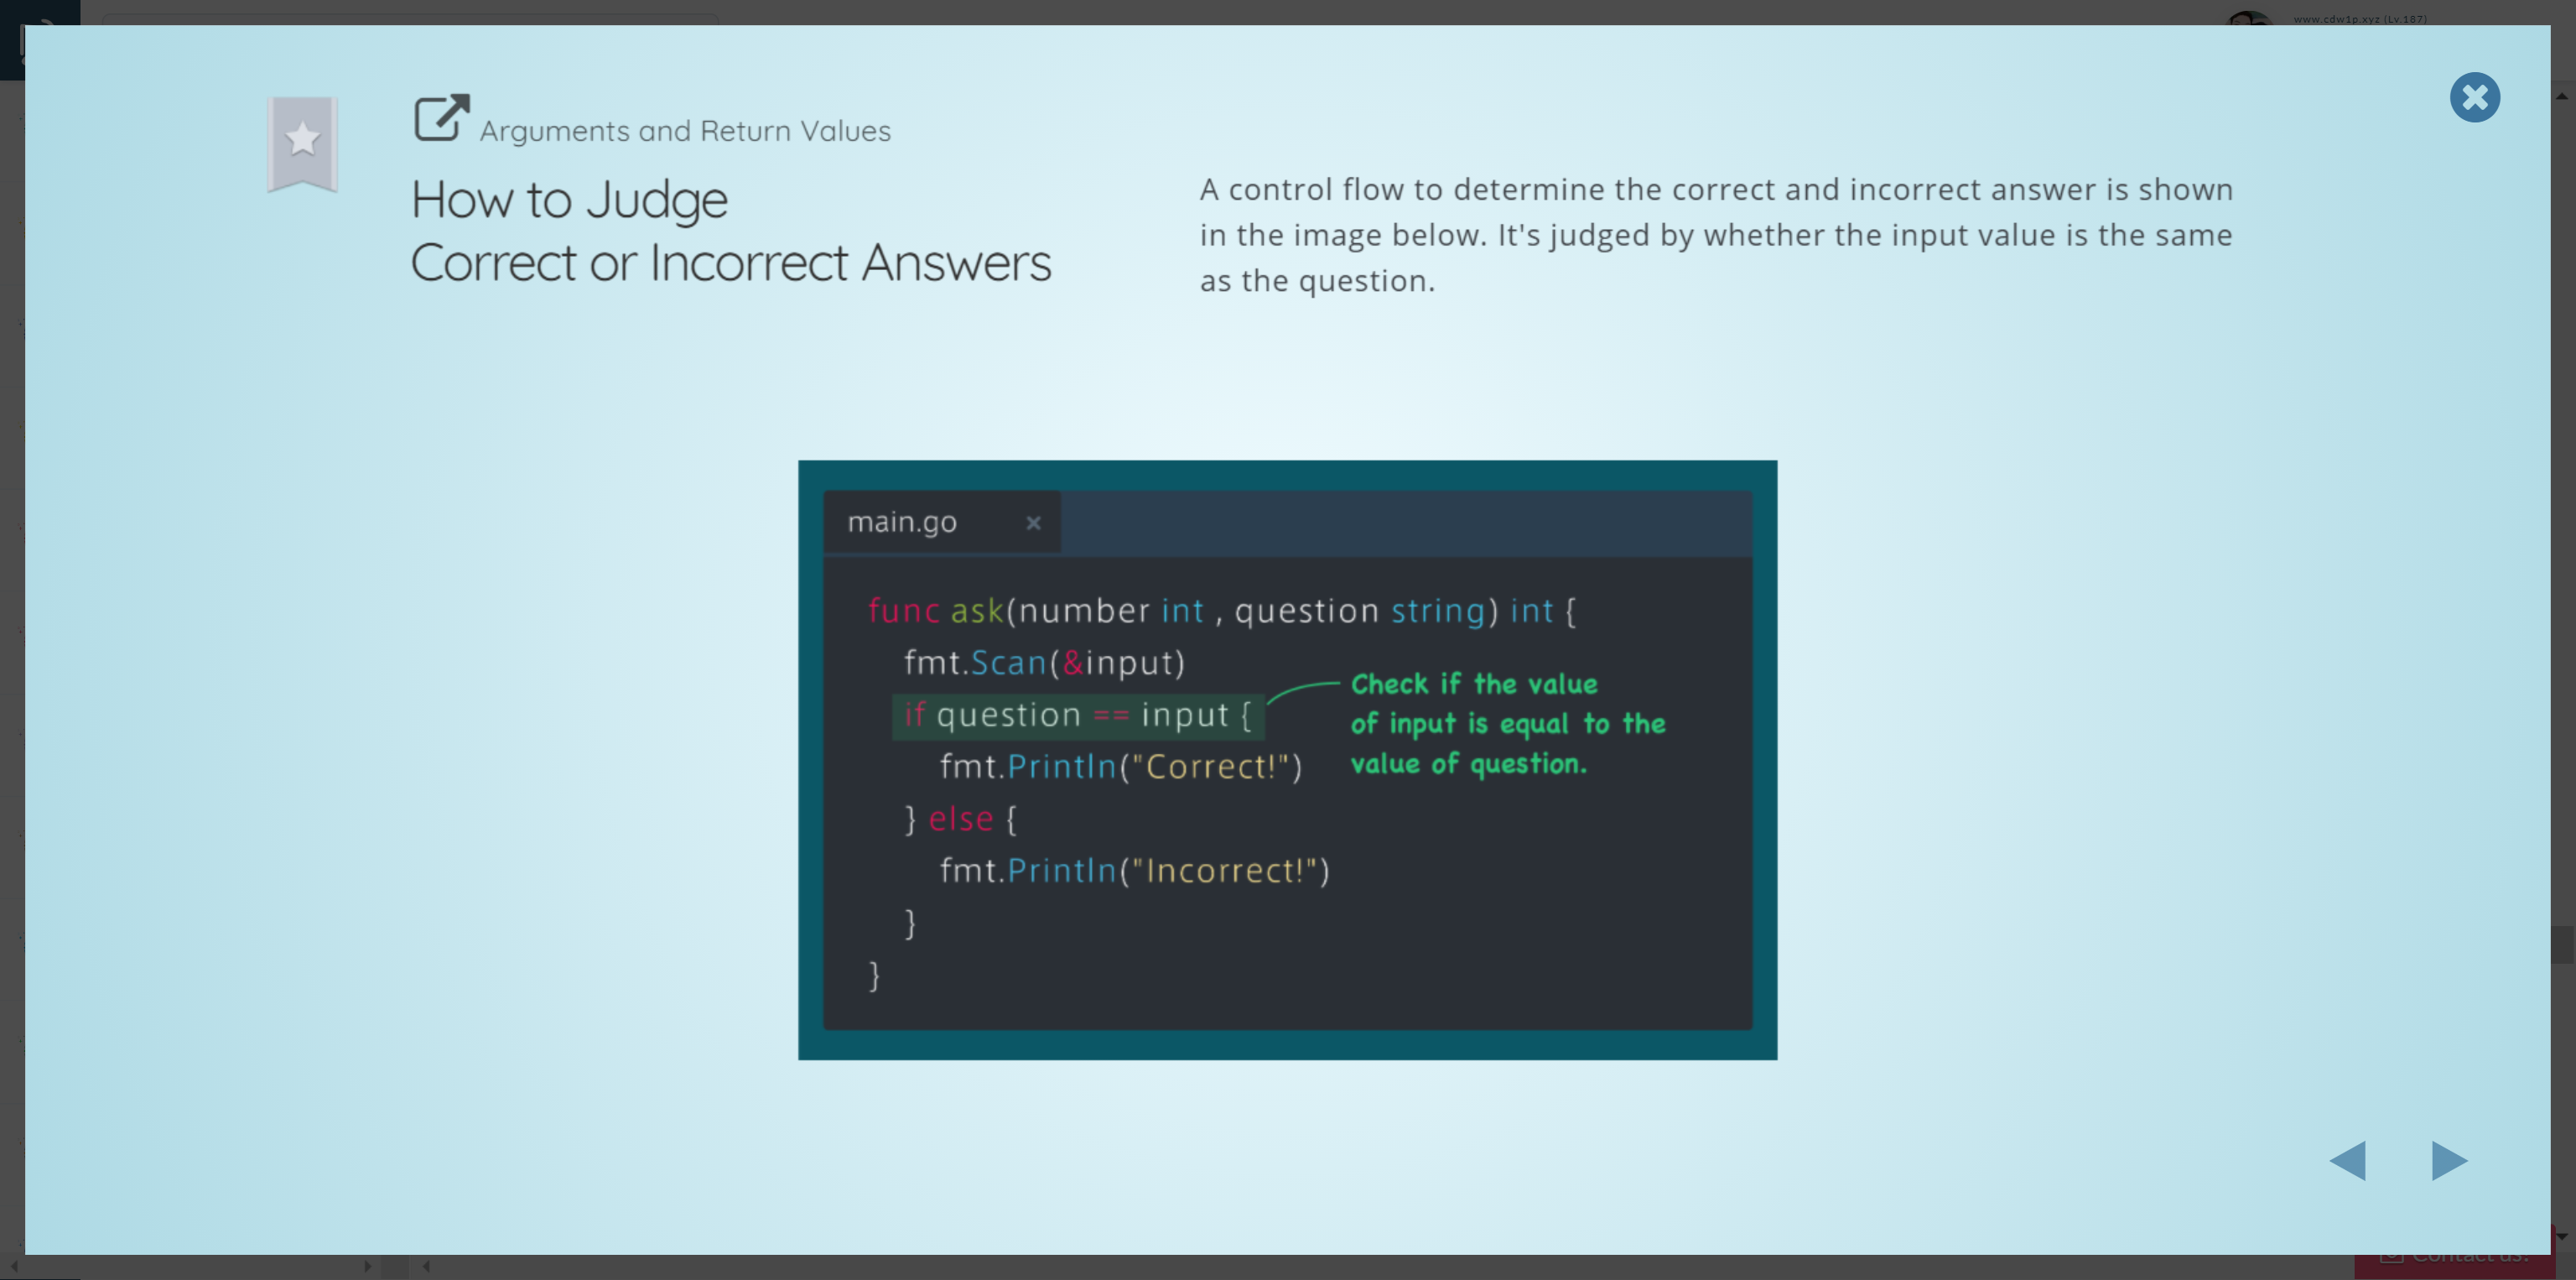 www.cdw1p.xyz (Lv.187)
Arguments and Return Values
How to Judge
Correct or Incorrect Answers
A control flow to determine the correct and incorrect answer is shown
in the image below. It's judged by whether the input value is the same
as the question.
main.go ×
func ask(number int , question string) int {
fmt.Scan(&input)
if question == input {
fmt.Println("Correct!")
} else {
fmt.Println("Incorrect!")
}
}
Check if the value
of input is equal to the
value of question.
Contact us!